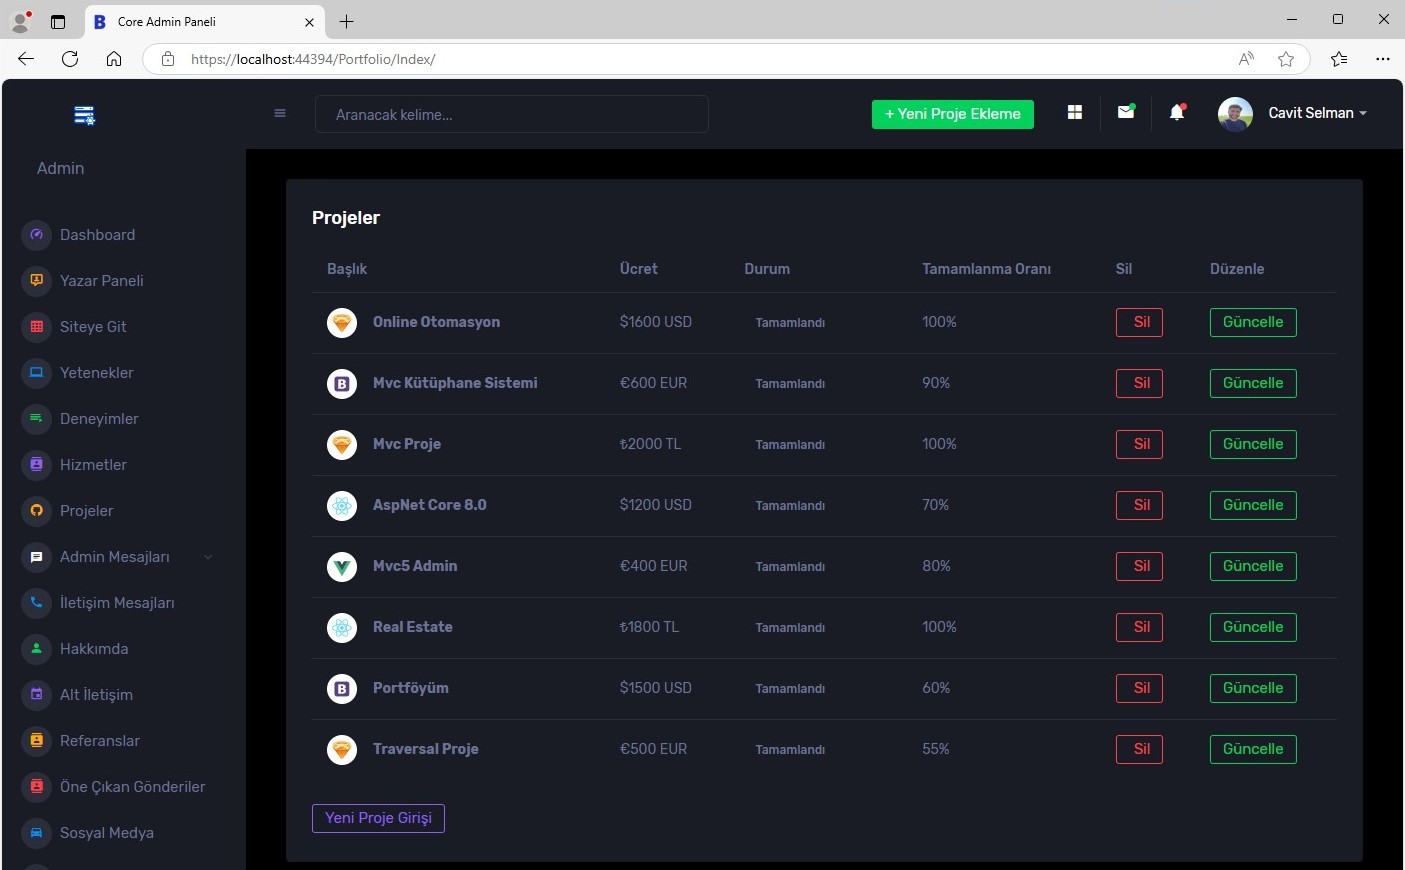 Core Admin Paneli
https://localhost:44394/Portfolio/Index/
Aranacak kelime...
+ Yeni Proje Ekleme
Cavit Selman
Admin
Dashboard
Yazar Paneli
Siteye Git
Yetenekler
Deneyimler
Hizmetler
Projeler
Admin Mesajları
İletişim Mesajları
Hakkımda
Alt İletişim
Referanslar
Öne Çıkan Gönderiler
Sosyal Medya
Projeler
Başlık Ücret Durum Tamamlanma Oranı Sil Düzenle
Online Otomasyon $1600 USD Tamamlandı 100% Sil Güncelle
Mvc Kütüphane Sistemi €600 EUR Tamamlandı 90% Sil Güncelle
Mvc Proje ₺2000 TL Tamamlandı 100% Sil Güncelle
AspNet Core 8.0 $1200 USD Tamamlandı 70% Sil Güncelle
Mvc5 Admin €400 EUR Tamamlandı 80% Sil Güncelle
Real Estate ₺1800 TL Tamamlandı 100% Sil Güncelle
Portföyüm $1500 USD Tamamlandı 60% Sil Güncelle
Traversal Proje €500 EUR Tamamlandı 55% Sil Güncelle
Yeni Proje Girişi